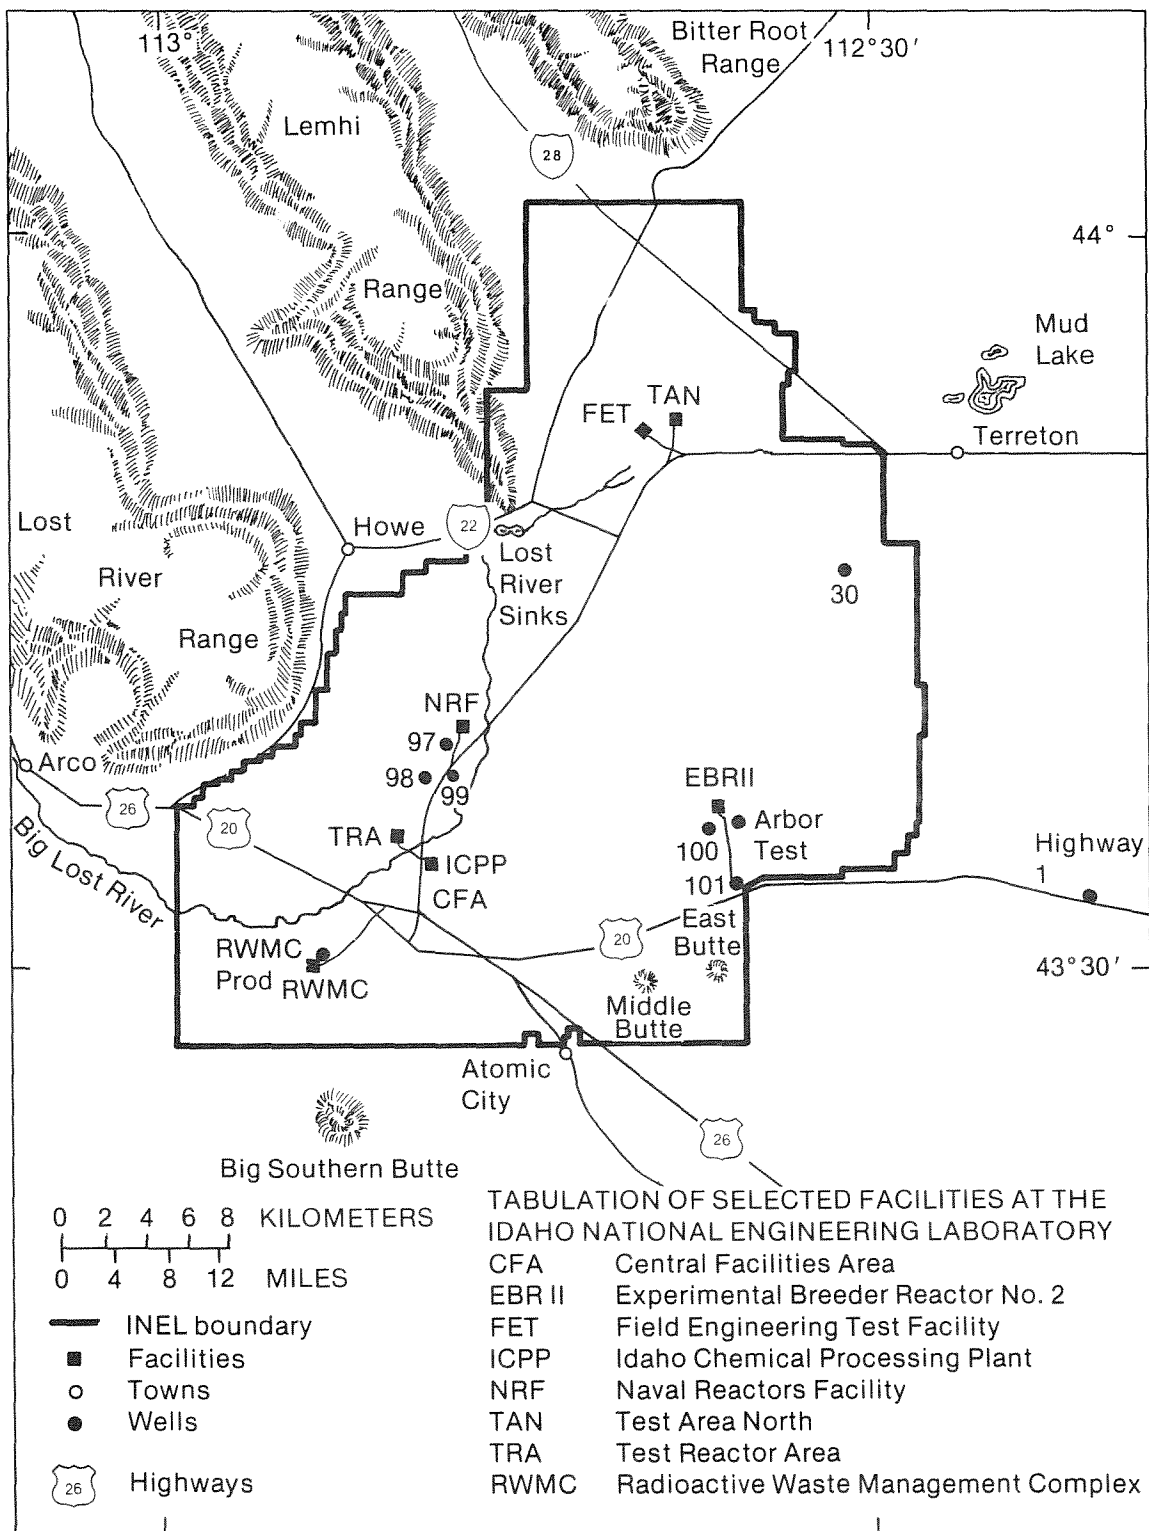 113°
Bitter Root
Range
112°30′
Lemhi
28
44°
Range
Mud
Lake
TAN
FET
Terreton
Lost
22
Howe
Lost
River
Sinks
River
30
Range
NRF
97
Arco
98
99
EBRII
26
20
TRA
Arbor
Test
100
Highway
1
Big Lost River
ICPP
CFA
101
East
Butte
20
RWMC
Prod
RWMC
43°30′
Middle
Butte
Atomic
City
26
Big Southern Butte
0 2 4 6 8 KILOMETERS
0 4 8 12 MILES
INEL boundary
Facilities
Towns
Wells
26 Highways
TABULATION OF SELECTED FACILITIES AT THE
IDAHO NATIONAL ENGINEERING LABORATORY
CFA Central Facilities Area
EBR II Experimental Breeder Reactor No. 2
FET Field Engineering Test Facility
ICPP Idaho Chemical Processing Plant
NRF Naval Reactors Facility
TAN Test Area North
TRA Test Reactor Area
RWMC Radioactive Waste Management Complex